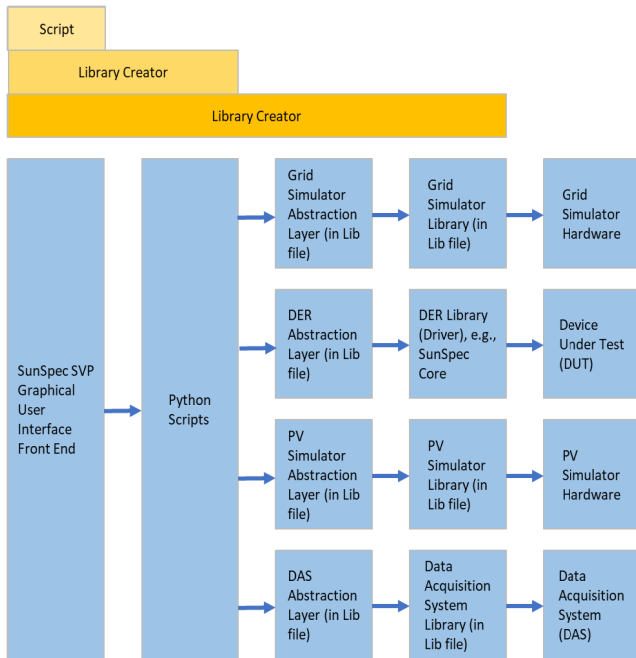 Script
Library Creator
Library Creator
SunSpec SVP
Graphical
User
Interface
Front End
Python
Scripts
Grid
Simulator
Abstraction
Layer (in Lib
file)
Grid
Simulator
Library (in
Lib file)
Grid
Simulator
Hardware
DER
Abstraction
Layer (in Lib
file)
DER Library
(Driver), e.g.,
SunSpec
Core
Device
Under Test
(DUT)
PV
Simulator
Abstraction
Layer (in Lib
file)
PV
Simulator
Library (in
Lib file)
PV
Simulator
Hardware
DAS
Abstraction
Layer (in Lib
file)
Data
Acquisition
System
Library (in
Lib file)
Data
Acquisition
System
(DAS)